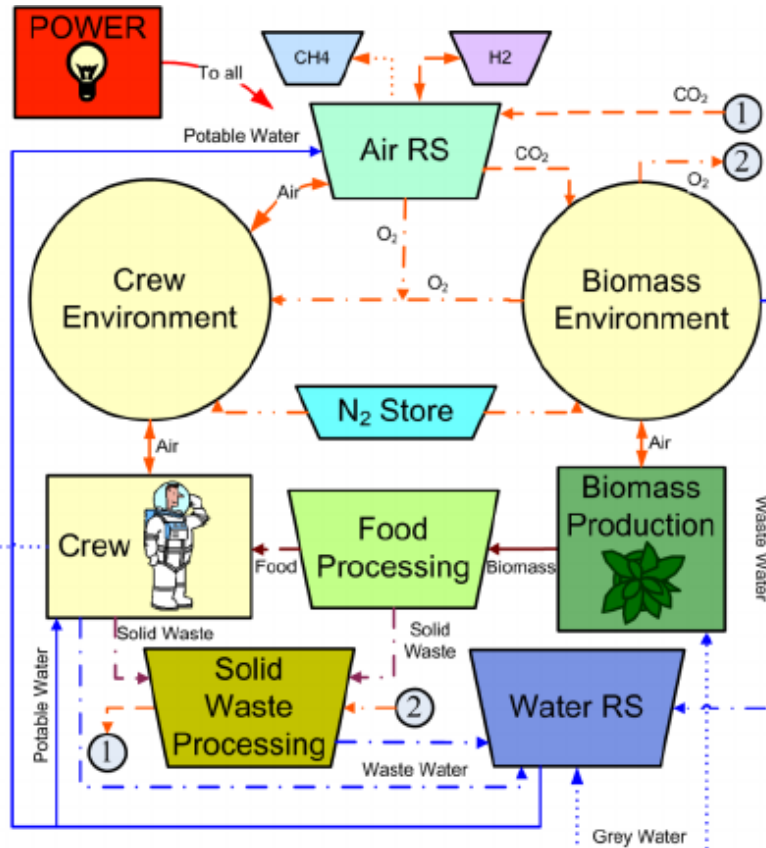 POWER
To all
CH4
H2
CO₂
1
Potable Water
Air RS
CO₂
2
O₂
Air
O₂
Crew
Environment
O₂
Biomass
Environment
N₂ Store
Air
Air
Crew
Food
Processing
Biomass
Production
Food
Biomass
Waste Water
Solid Waste
Solid
Waste
Potable Water
Solid
Waste
Processing
2
Water RS
1
Waste Water
Grey Water